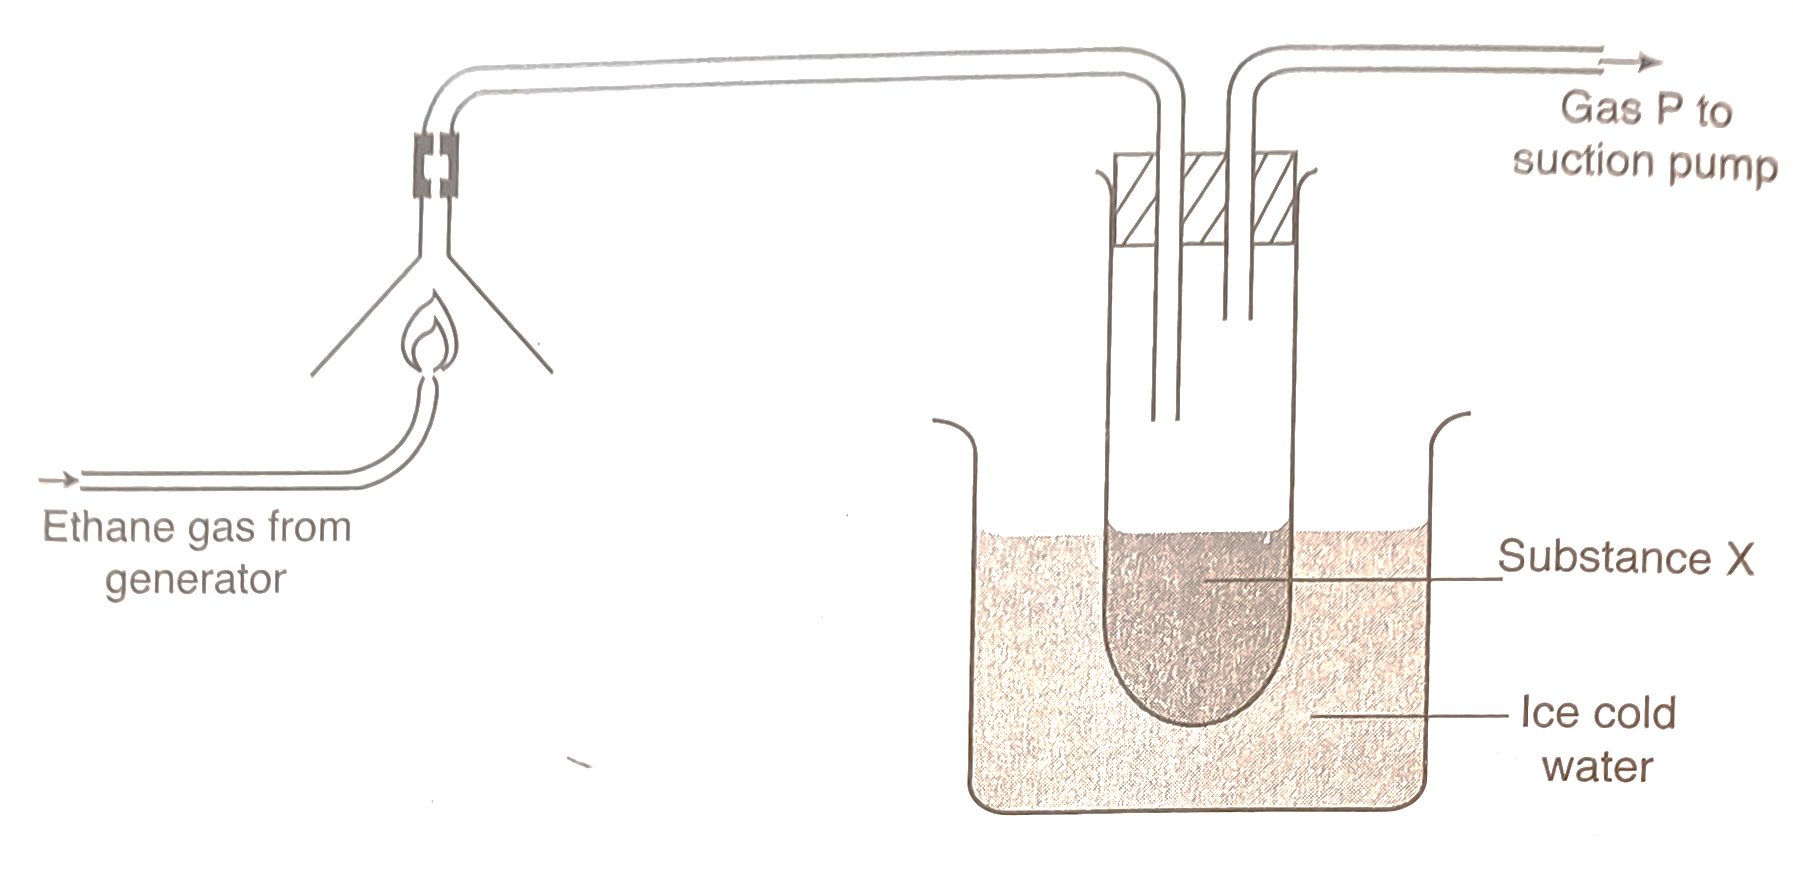 Gas P to
suction pump
Ethane gas from
generator
Substance X
Ice cold
water